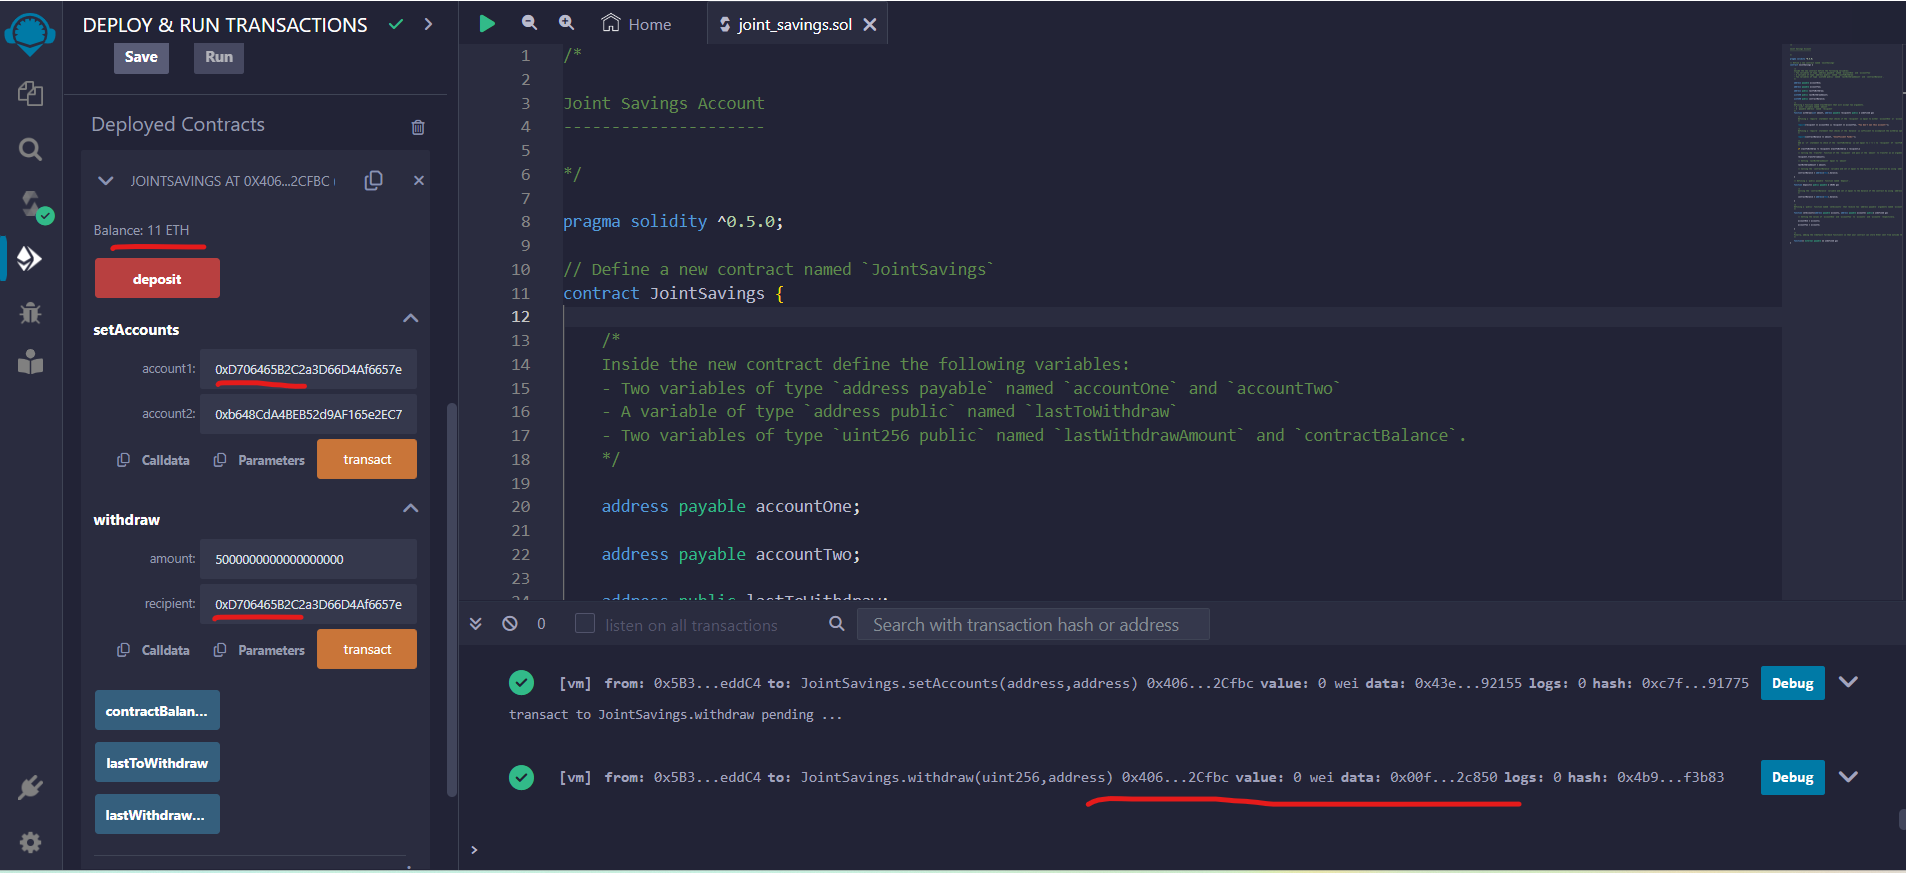 DEPLOY & RUN TRANSACTIONS
Save Run
Deployed Contracts
JOINTSAVINGS AT 0X406...2CFBC (
Balance: 11 ETH
deposit
setAccounts
account1: 0xD706465B2C2a3D66D4Af6657e
account2: 0xb648CdA4BEB52d9AF165e2EC7
Calldata Parameters transact
withdraw
amount: 5000000000000000000
recipient: 0xD706465B2C2a3D66D4Af6657e
Calldata Parameters transact
contractBalan...
lastToWithdraw
lastWithdraw...
Home joint_savings.sol
1 /*
2
3 Joint Savings Account
4 ---------------------
5
6 */
7
8 pragma solidity ^0.5.0;
9
10 // Define a new contract named `JointSavings`
11 contract JointSavings {
12
13 /*
14 Inside the new contract define the following variables:
15 - Two variables of type `address payable` named `accountOne` and `accountTwo`
16 - A variable of type `address public` named `lastToWithdraw`
17 - Two variables of type `uint256 public` named `lastWithdrawAmount` and `contractBalance`.
18 */
19
20 address payable accountOne;
21
22 address payable accountTwo;
23
24 address public lastToWithdraw;
0 listen on all transactions Search with transaction hash or address
[vm] from: 0x5B3...eddC4 to: JointSavings.setAccounts(address,address) 0x406...2Cfbc value: 0 wei data: 0x43e...92155 logs: 0 hash: 0xc7f...91775 Debug
transact to JointSavings.withdraw pending ...
[vm] from: 0x5B3...eddC4 to: JointSavings.withdraw(uint256,address) 0x406...2Cfbc value: 0 wei data: 0x00f...2c850 logs: 0 hash: 0x4b9...f3b83 Debug
>